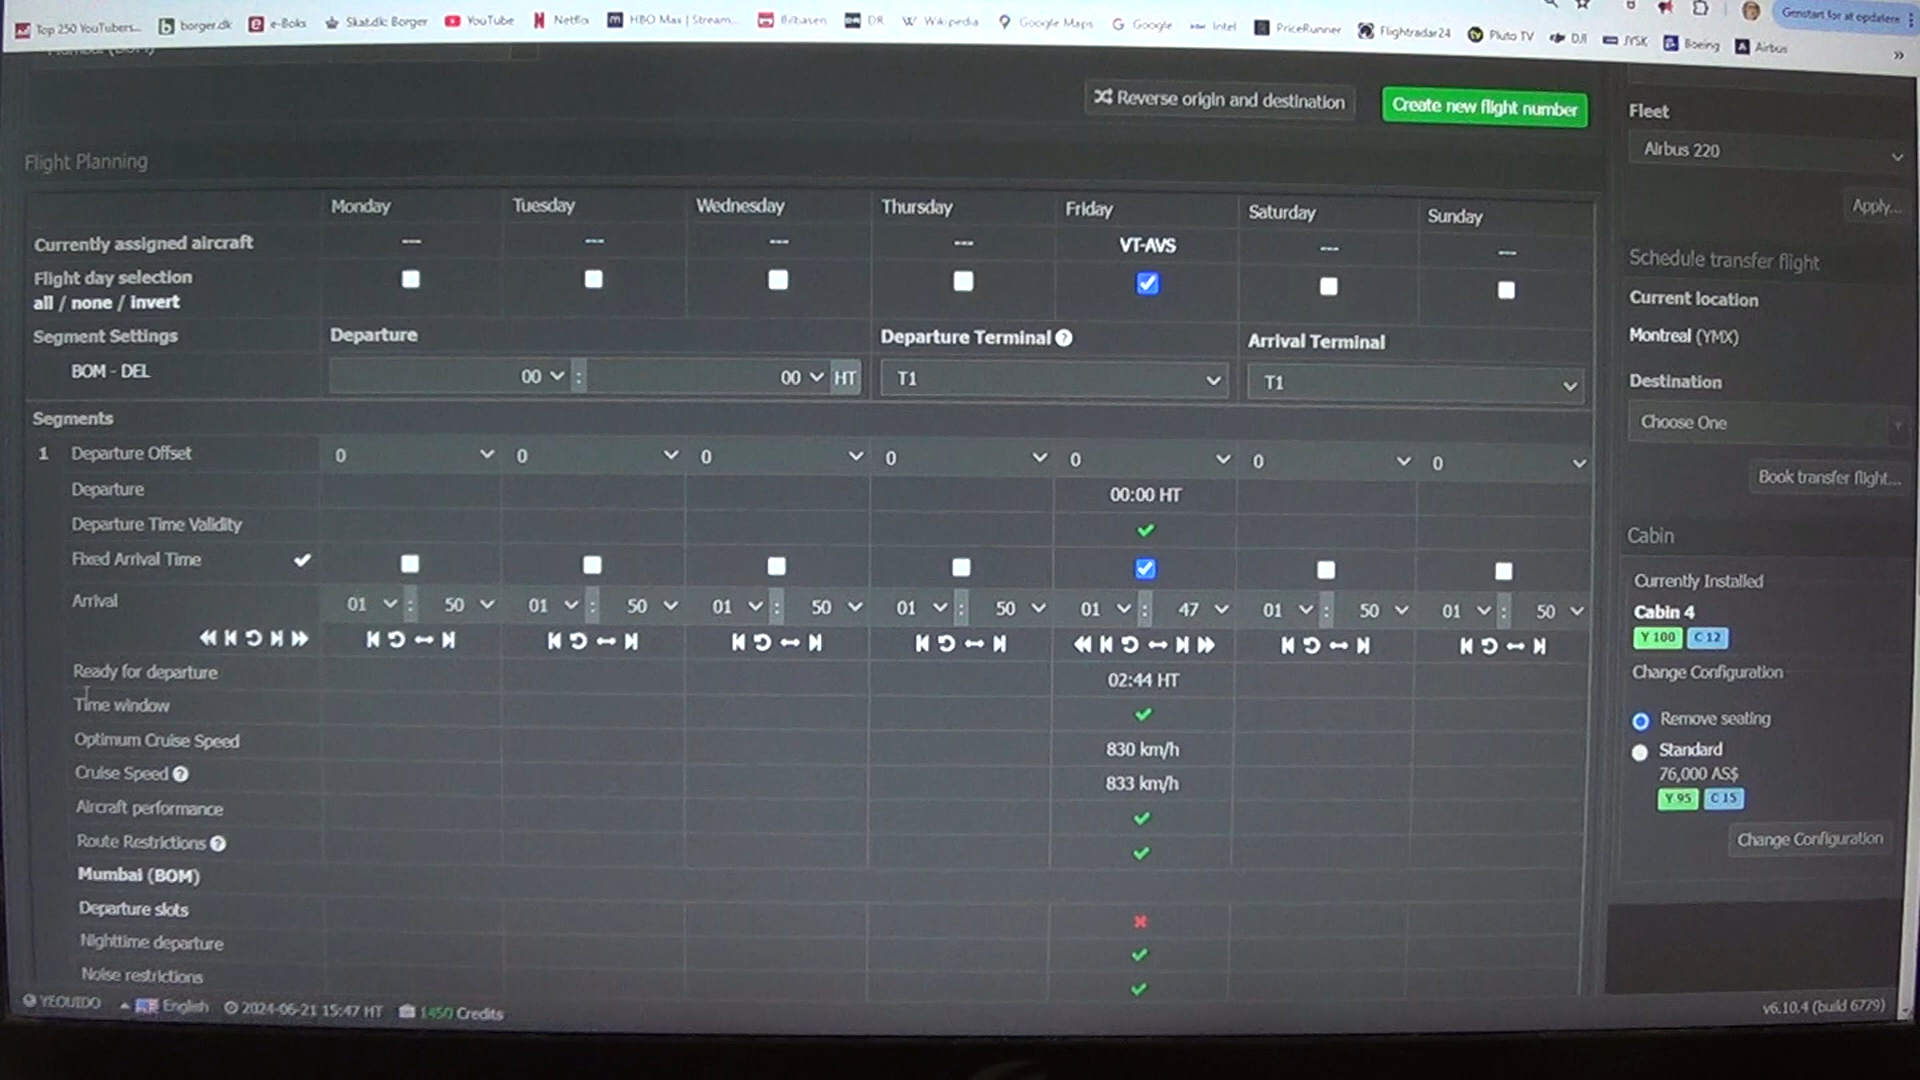 Top 250 YouTubers... borger.dk e-Boks Skat.dk: Borger YouTube Netflix HBO Max | Stream... Bilbasen DR Wikipedia Google Maps Google Intel PriceRunner Flightradar24 Pluto TV DJI JYSK Boeing Airbus »
Genstart for at opdatere
Mumbai (BOM)
Reverse origin and destination
Create new flight number
Flight Planning
Monday Tuesday Wednesday Thursday Friday Saturday Sunday
Currently assigned aircraft --- --- --- --- VT-AVS --- ---
Flight day selection
all / none / invert
Segment Settings Departure Departure Terminal Arrival Terminal
BOM - DEL 00 : 00 HT T1 T1
Segments
1 Departure Offset 0 0 0 0 0 0 0
Departure 00:00 HT
Departure Time Validity
Fixed Arrival Time
Arrival 01 : 50 01 : 50 01 : 50 01 : 50 01 : 47 01 : 50 01 : 50
Ready for departure 02:44 HT
Time window
Optimum Cruise Speed 830 km/h
Cruise Speed 833 km/h
Aircraft performance
Route Restrictions
Mumbai (BOM)
Departure slots
Nighttime departure
Noise restrictions
Fleet
Airbus 220
Apply...
Schedule transfer flight
Current location
Montreal (YMX)
Destination
Choose One
Book transfer flight...
Cabin
Currently Installed
Cabin 4
Y 100 C 12
Change Configuration
Remove seating
Standard
76,000 AS$
Y 95 C 15
Change Configuration
YEOUIDO English 2024-06-21 15:47 HT 1450 Credits
v6.10.4 (build 6779)